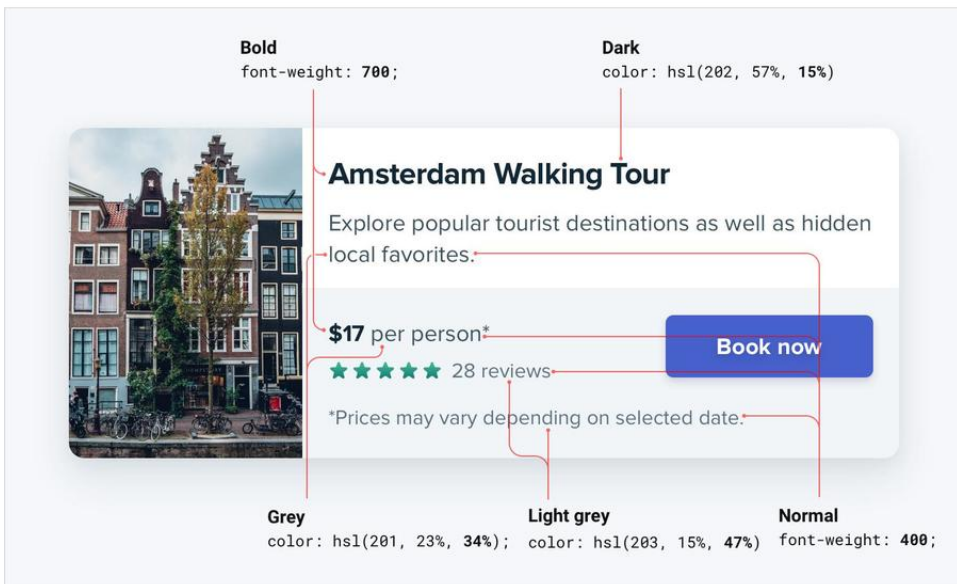 Bold
font-weight: 700;
Dark
color: hsl(202, 57%, 15%)
Amsterdam Walking Tour
Explore popular tourist destinations as well as hidden
local favorites.
$17 per person*
Book now
28 reviews
*Prices may vary depending on selected date.
Grey
color: hsl(201, 23%, 34%);
Light grey
color: hsl(203, 15%, 47%)
Normal
font-weight: 400;